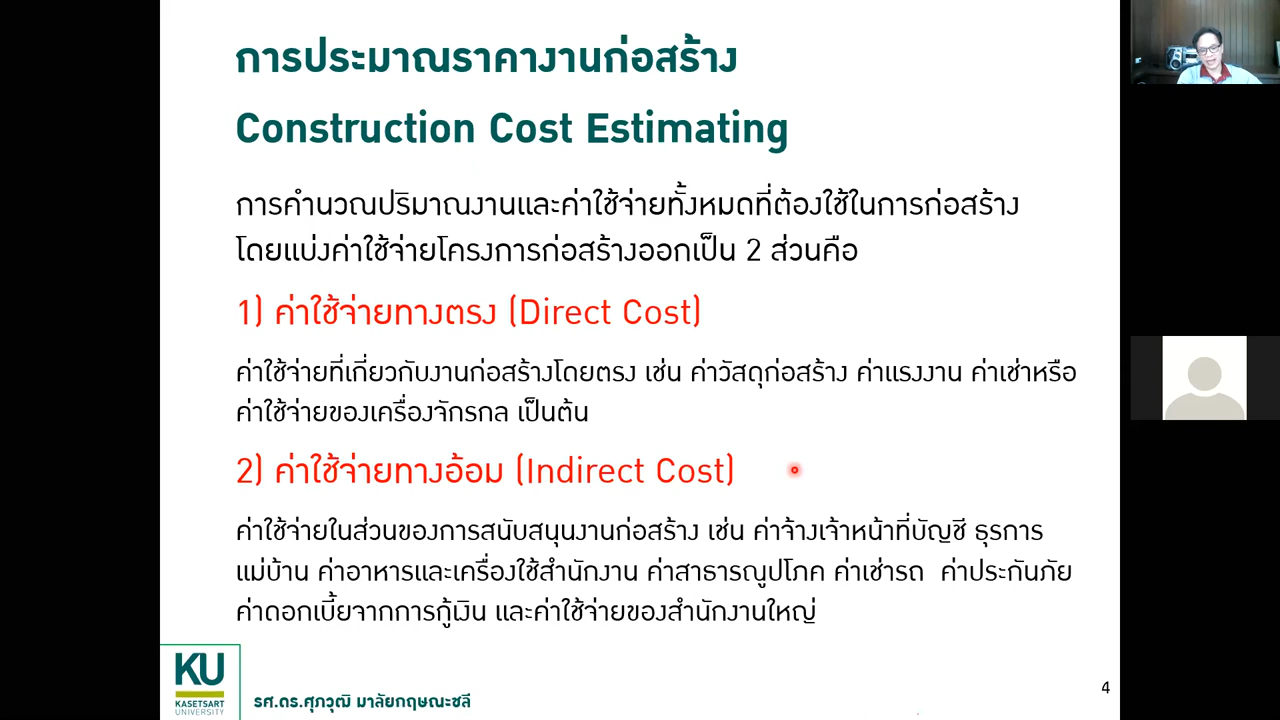 การประมาณราคางานก่อสร้าง
Construction Cost Estimating
การคำนวณปริมาณงานและค่าใช้จ่ายทั้งหมดที่ต้องใช้ในการก่อสร้าง
โดยแบ่งค่าใช้จ่ายโครงการก่อสร้างออกเป็น 2 ส่วนคือ
1) ค่าใช้จ่ายทางตรง (Direct Cost)
ค่าใช้จ่ายที่เกี่ยวกับงานก่อสร้างโดยตรง เช่น ค่าวัสดุก่อสร้าง ค่าแรงงาน ค่าเช่าหรือ
ค่าใช้จ่ายของเครื่องจักรกล เป็นต้น
2) ค่าใช้จ่ายทางอ้อม (Indirect Cost)
ค่าใช้จ่ายในส่วนของการสนับสนุนงานก่อสร้าง เช่น ค่าจ้างเจ้าหน้าที่บัญชี ธุรการ
แม่บ้าน ค่าอาหารและเครื่องใช้สำนักงาน ค่าสาธารณูปโภค ค่าเช่ารถ ค่าประกันภัย
ค่าดอกเบี้ยจากการกู้เงิน และค่าใช้จ่ายของสำนักงานใหญ่
KU
KASETSART
UNIVERSITY
รศ.ดร.ศุภวุฒิ มาลัยกฤษณะชลี
4